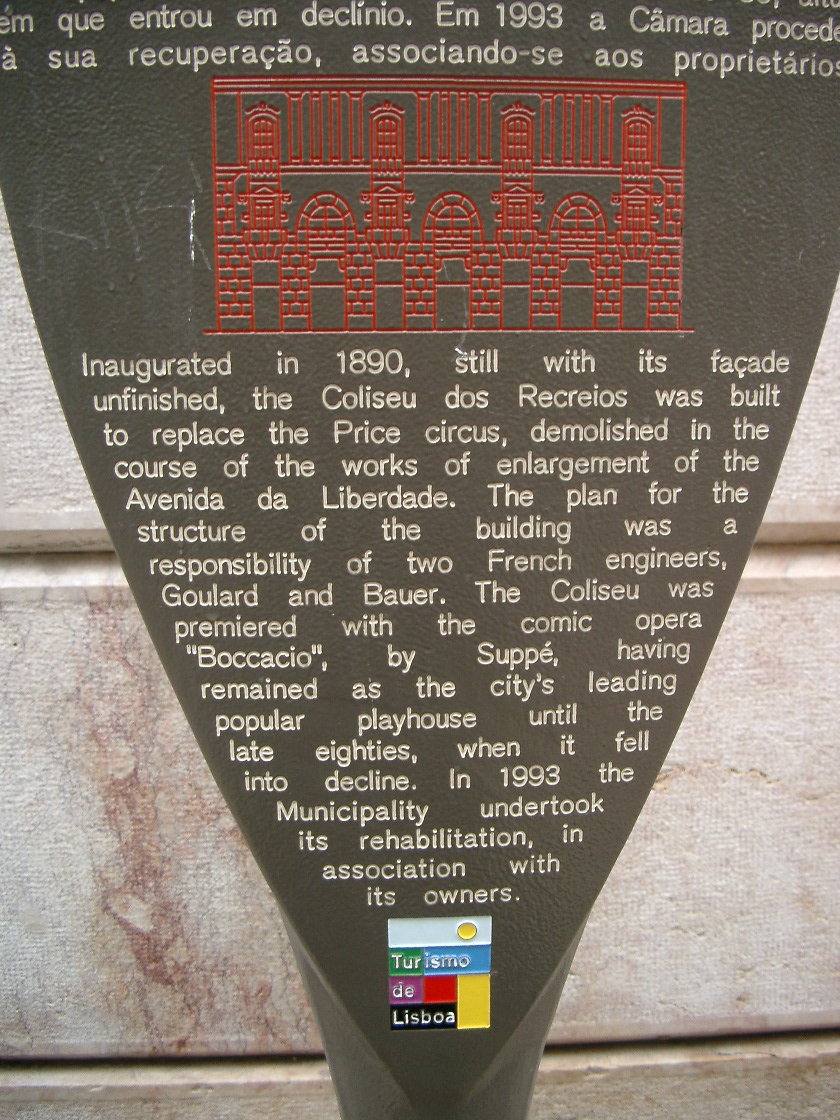 ém que entrou em declínio. Em 1993 a Câmara procede
à sua recuperação, associando-se aos proprietários
Inaugurated in 1890, still with its façade
unfinished, the Coliseu dos Recreios was built
to replace the Price circus, demolished in the
course of the works of enlargement of the
Avenida da Liberdade. The plan for the
structure of the building was a
responsibility of two French engineers,
Goulard and Bauer. The Coliseu was
premiered with the comic opera
"Boccacio", by Suppé, having
remained as the city's leading
popular playhouse until the
late eighties, when it fell
into decline. In 1993 the
Municipality undertook
its rehabilitation, in
association with
its owners.
Turismo
de
Lisboa